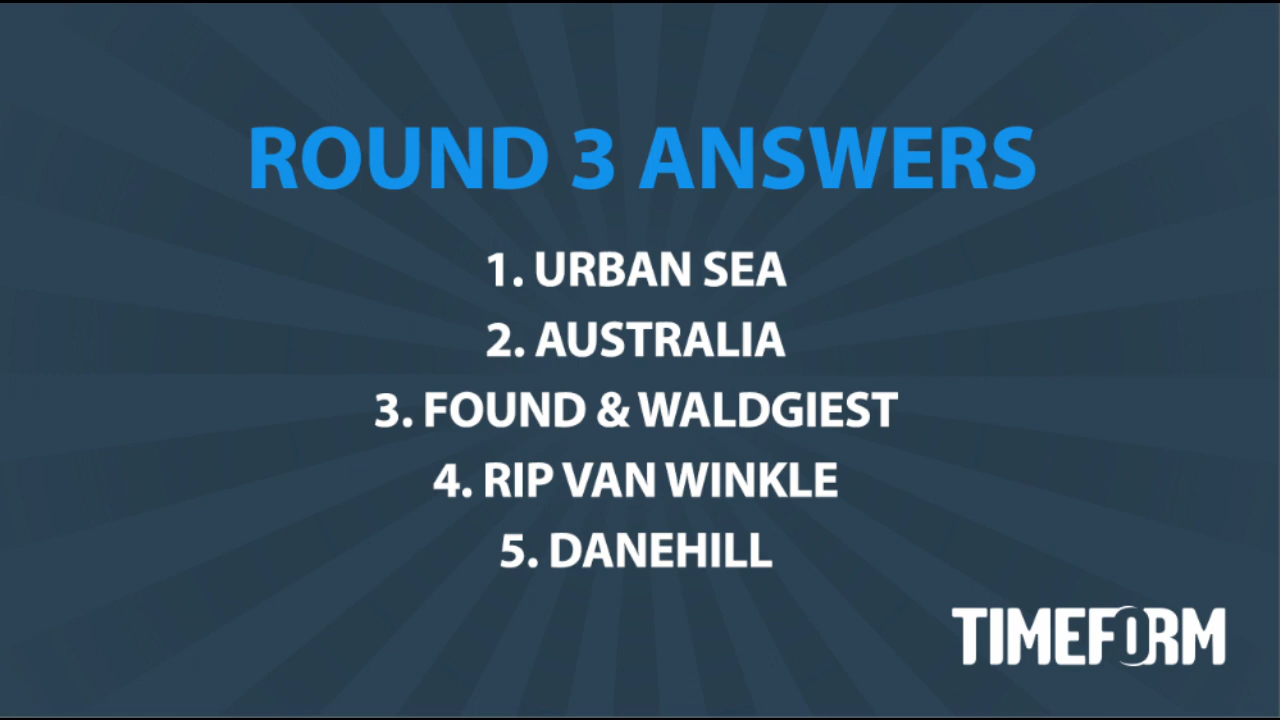 ROUND 3 ANSWERS
1. URBAN SEA
2. AUSTRALIA
3. FOUND & WALDGIEST
4. RIP VAN WINKLE
5. DANEHILL
TIMEFORM